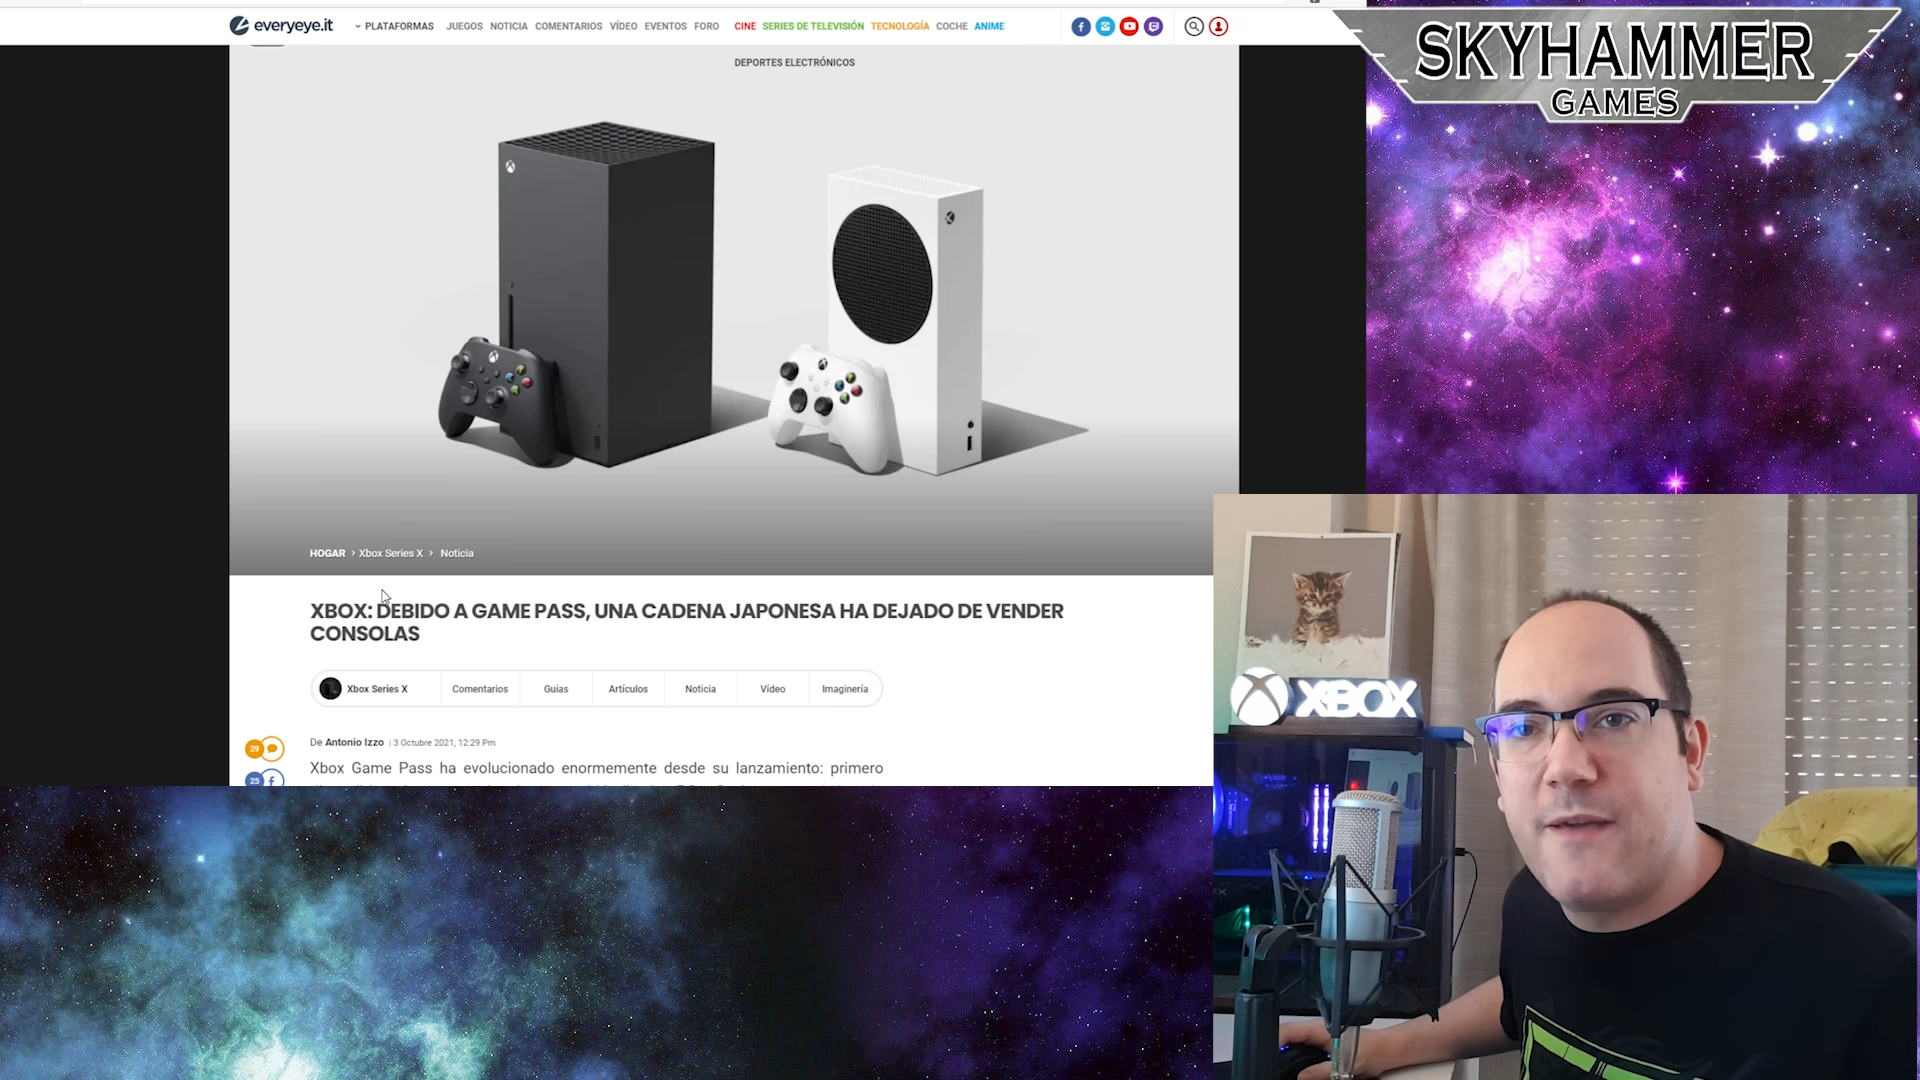 everyeye.it
PLATAFORMAS JUEGOS NOTICIA COMENTARIOS VÍDEO EVENTOS FORO CINE SERIES DE TELEVISIÓN TECNOLOGÍA COCHE ANIME
DEPORTES ELECTRÓNICOS
SKYHAMMER
GAMES
HOGAR › Xbox Series X › Noticia
XBOX: DEBIDO A GAME PASS, UNA CADENA JAPONESA HA DEJADO DE VENDER
CONSOLAS
Xbox Series X Comentarios Guías Artículos Noticia Vídeo Imaginería
29
De Antonio Izzo | 3 Octubre 2021, 12:29 Pm
25
Xbox Game Pass ha evolucionado enormemente desde su lanzamiento: primero
XBOX